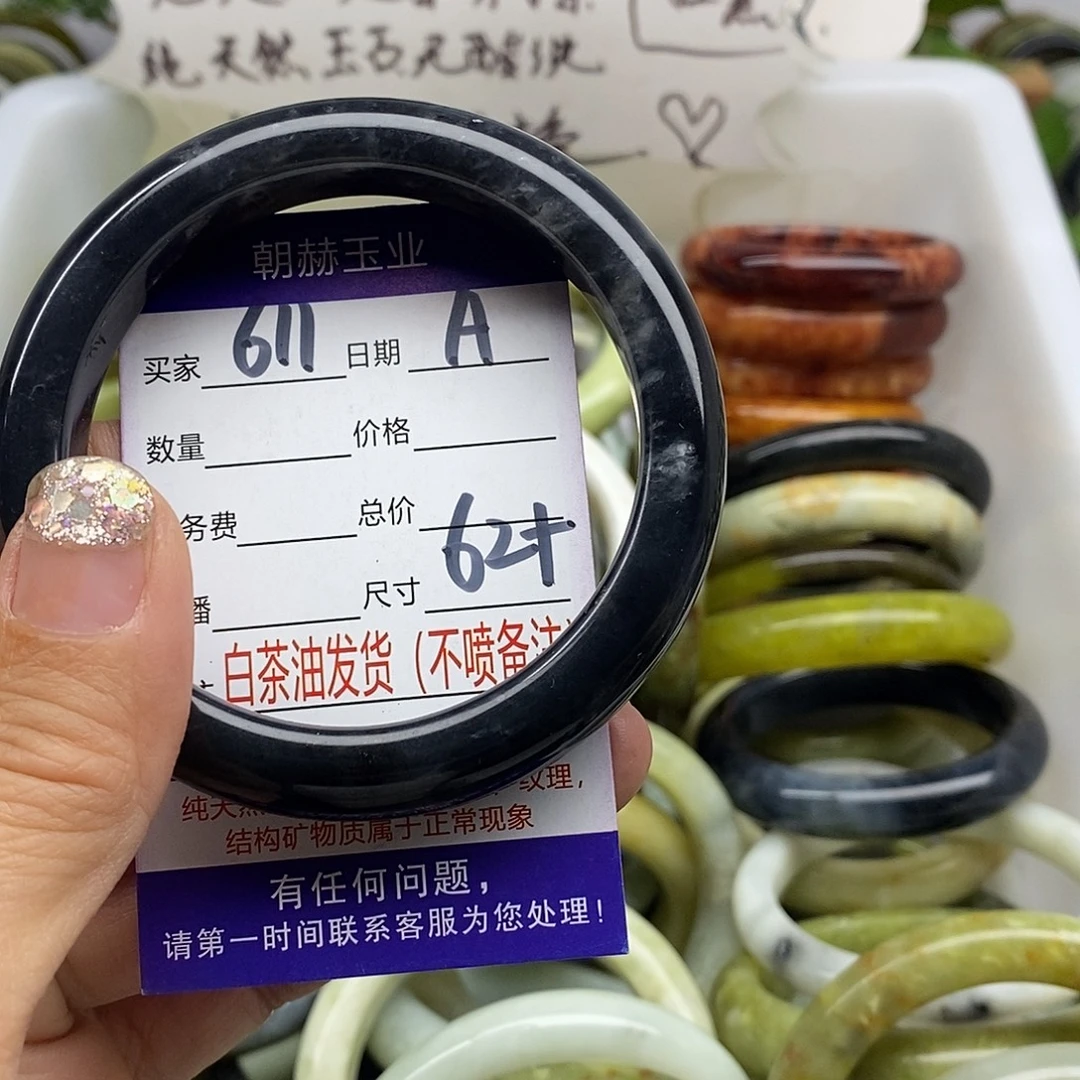 纯天然玉石无酸洗
朝赫玉业
买家 611 日期 A
数量 价格
务费 总价
播 尺寸 62+
白茶油发货(不喷备注
纯天然 纹理,
结构矿物质属于正常现象
有任何问题,
请第一时间联系客服为您处理!